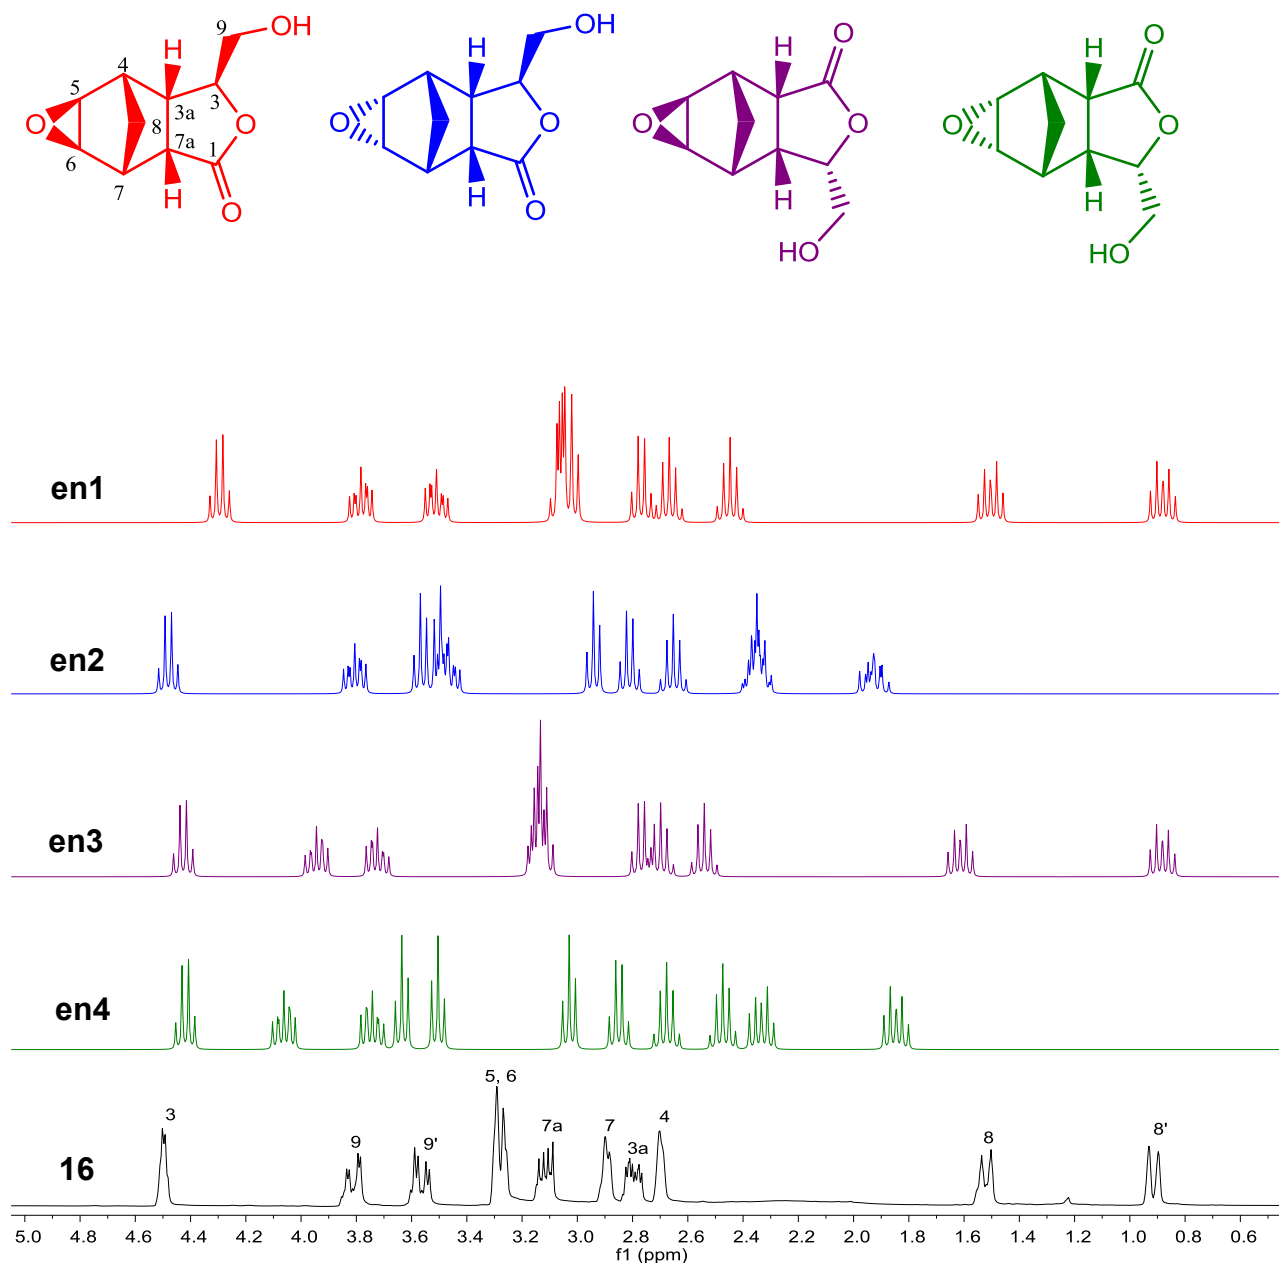 9 OH
H
4
5
3a
3
O
8
O
7a
6
1
7
H
O
OH
H
O
O
H
O
O
H
O
O
H
HO
O
H
O
O
H
HO
en1
en2
en3
en4
5, 6
3
9
9'
7a
7
3a
4
8
8'
16
5.0 4.8 4.6 4.4 4.2 4.0 3.8 3.6 3.4 3.2 3.0 2.8 2.6 2.4 2.2 2.0 1.8 1.6 1.4 1.2 1.0 0.8 0.6
f1 (ppm)